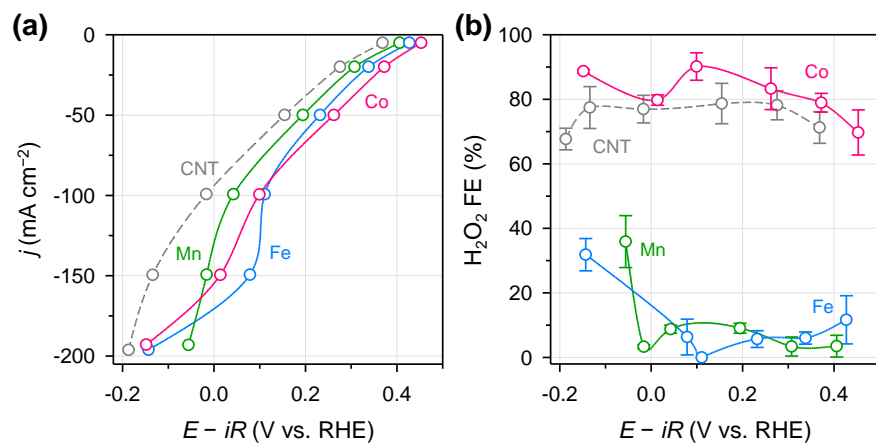 (a)
0
-50
-100
-150
-200
j (mA cm⁻²)
CNT
Co
Mn
Fe
-0.2
0.0
0.2
0.4
E − iR (V vs. RHE)
(b)
100
80
60
40
20
0
H₂O₂ FE (%)
Co
CNT
Mn
Fe
-0.2
0.0
0.2
0.4
E − iR (V vs. RHE)